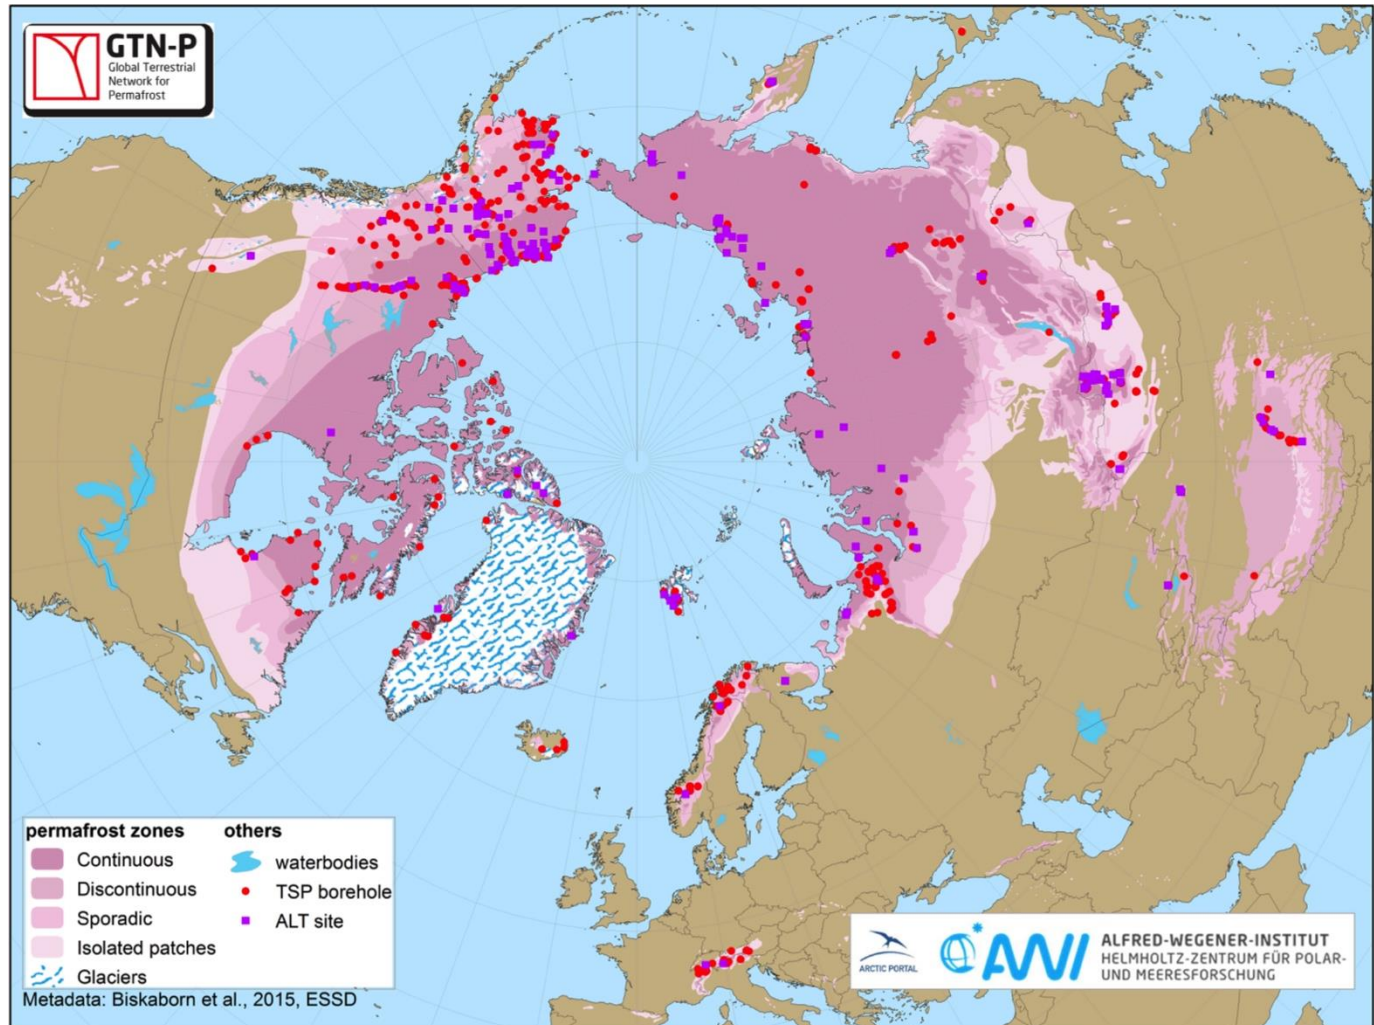 GTN-P
Global Terrestrial
Network for
Permafrost
permafrost zones
Continuous
Discontinuous
Sporadic
Isolated patches
Glaciers
others
waterbodies
TSP borehole
ALT site
Metadata: Biskaborn et al., 2015, ESSD
ARCTIC PORTAL
AWI
ALFRED-WEGENER-INSTITUT
HELMHOLTZ-ZENTRUM FÜR POLAR-
UND MEERESFORSCHUNG